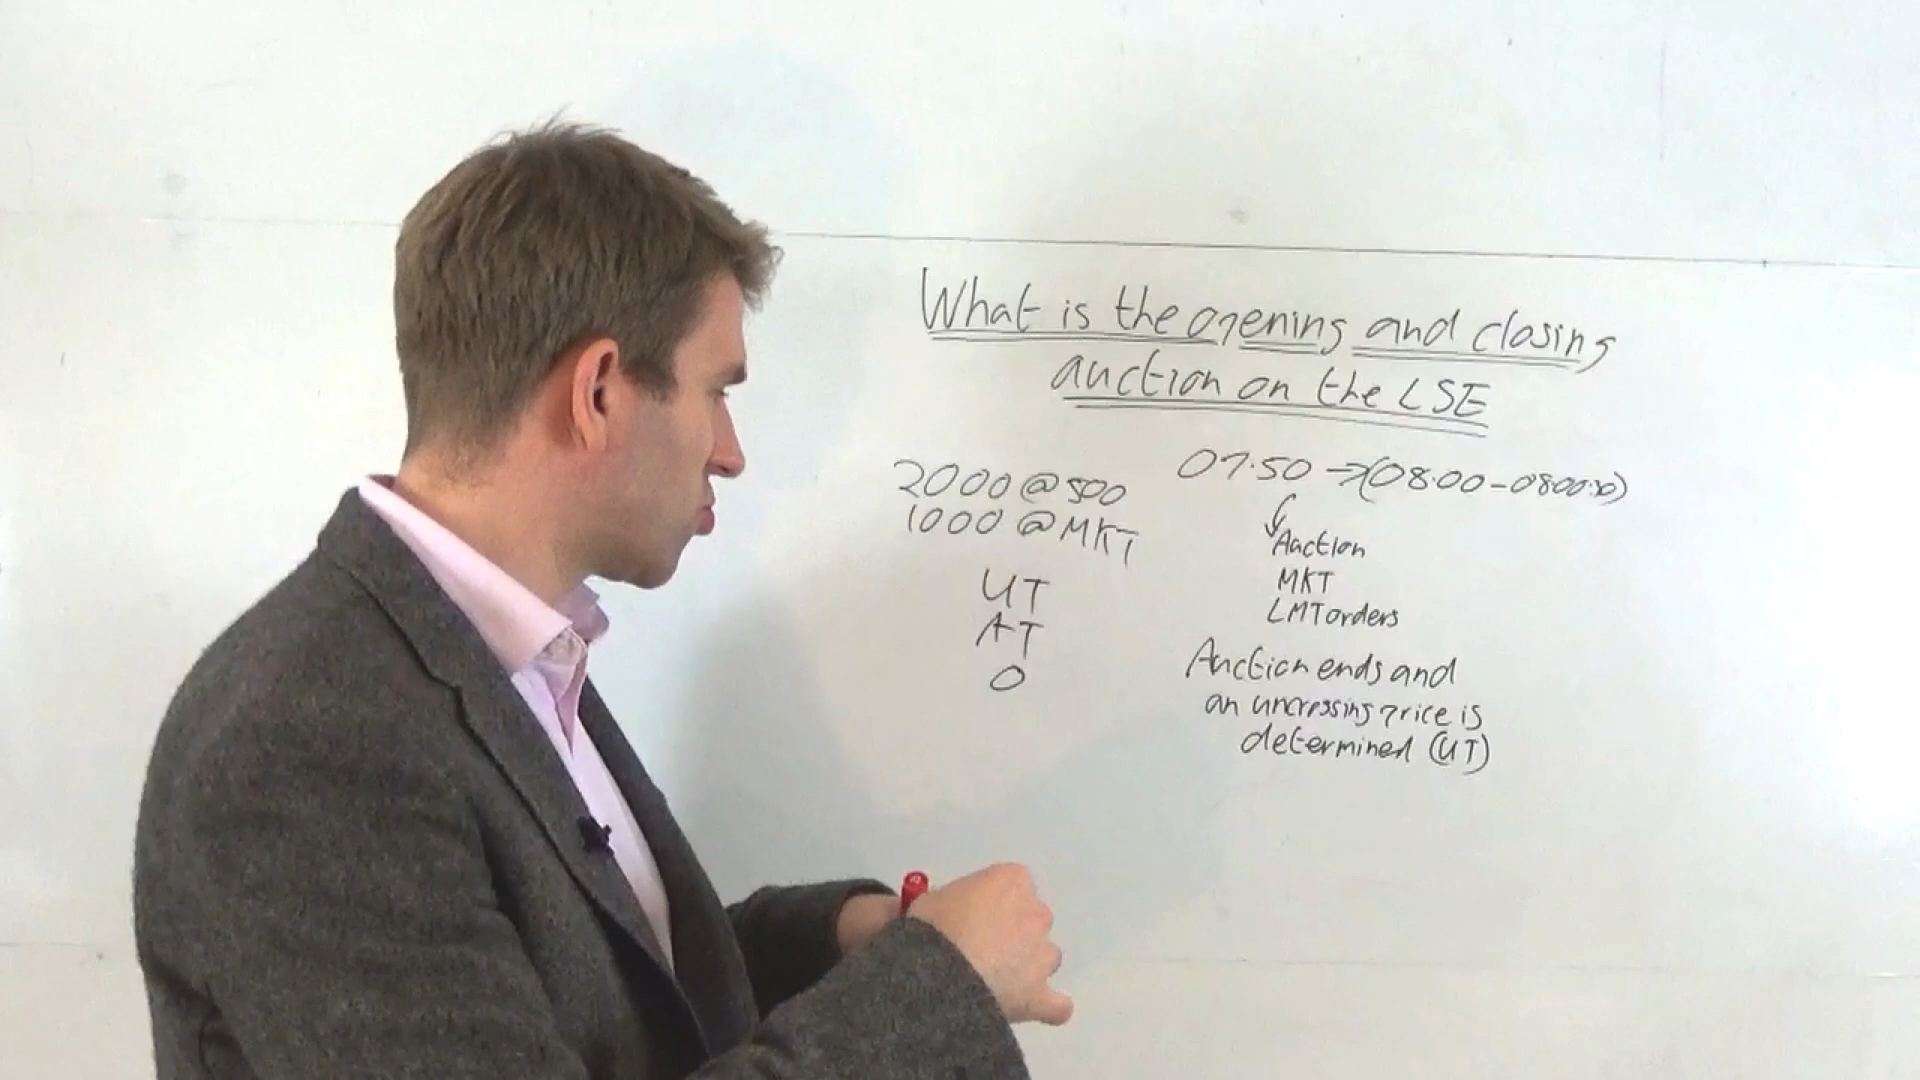 What is the opening and closing
auction on the LSE
2000 @ 500
1000 @ MKT
UT
AT
O
07:50 → (08:00 - 08:00:30)
Auction
MKT
LMT orders
Auction ends and
an uncrossing price is
determined (UT)